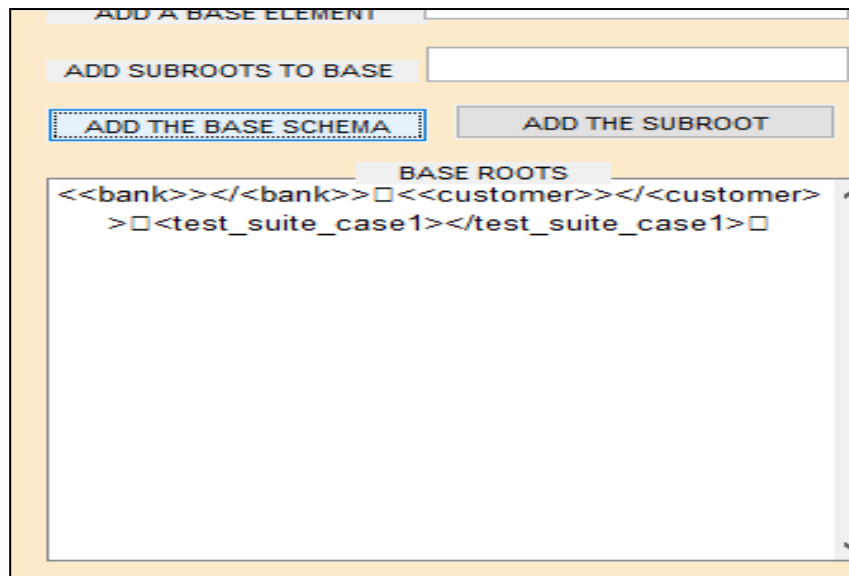 ADD A BASE ELEMENT
ADD SUBROOTS TO BASE
ADD THE BASE SCHEMA
ADD THE SUBROOT
BASE ROOTS
<<bank>></<bank>>□<<customer>></<customer>
>□<test_suite_case1></test_suite_case1>□